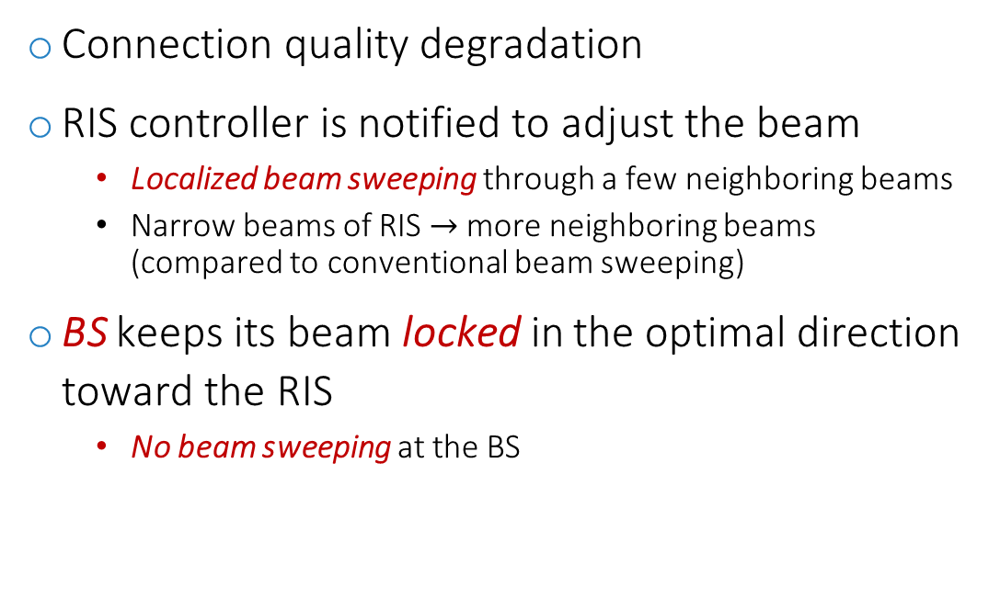 Connection quality degradation
RIS controller is notified to adjust the beam
Localized beam sweeping through a few neighboring beams
Narrow beams of RIS → more neighboring beams
(compared to conventional beam sweeping)
BS keeps its beam locked in the optimal direction
toward the RIS
No beam sweeping at the BS